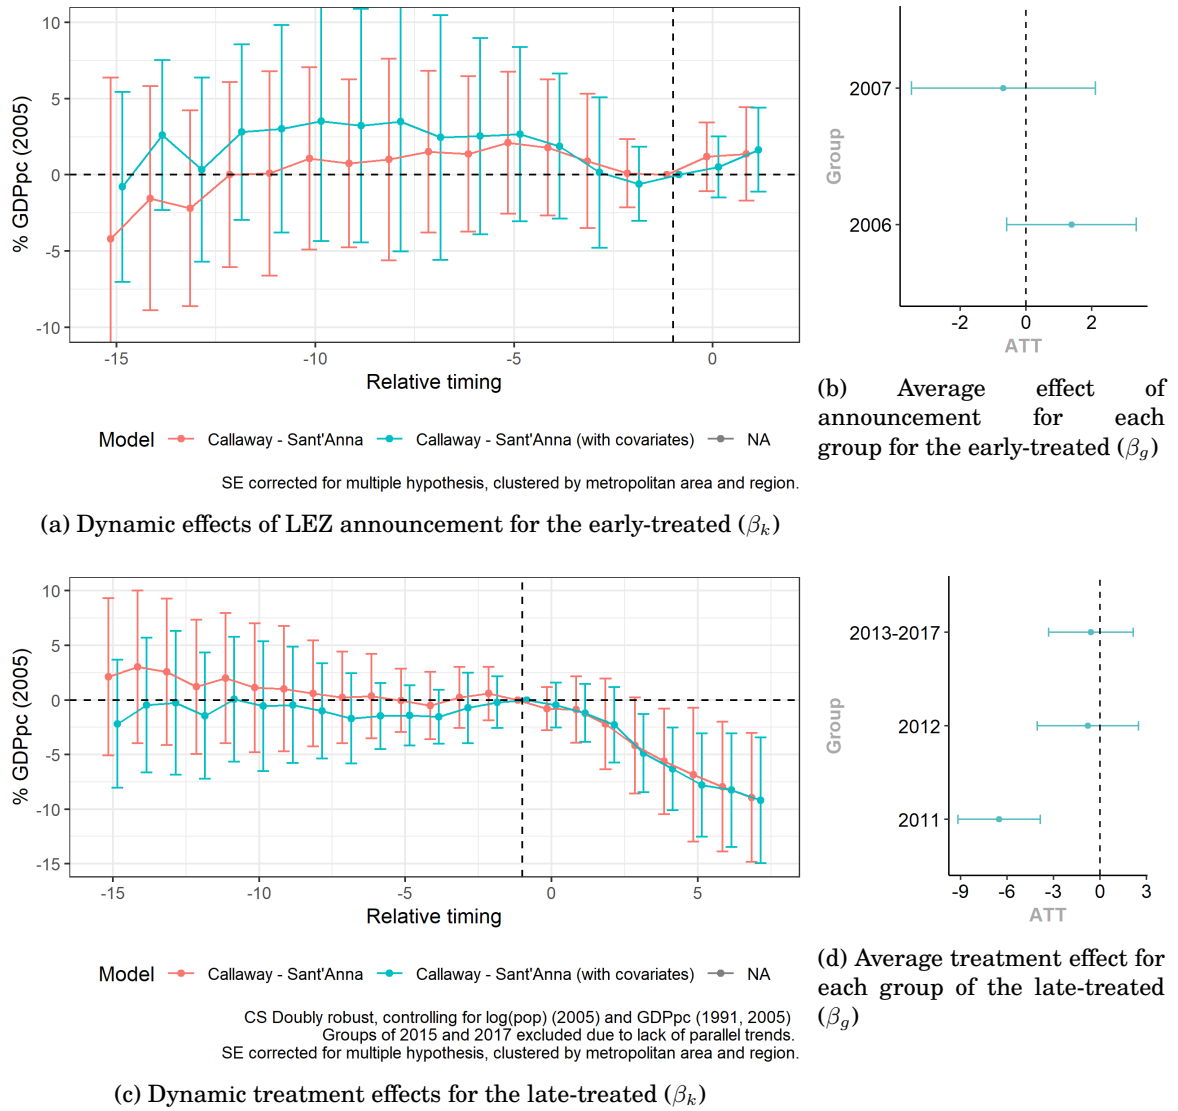 10
5
0
-5
-10
% GDPpc (2005)
-15
-10
-5
0
Relative timing
Model
Callaway - Sant'Anna
Callaway - Sant'Anna (with covariates)
NA
SE corrected for multiple hypothesis, clustered by metropolitan area and region.
(a) Dynamic effects of LEZ announcement for the early-treated (βk)
2007
2006
Group
-2
0
2
ATT
(b) Average effect of
announcement for each
group for the early-treated (βg)
10
5
0
-5
-10
-15
% GDPpc (2005)
-15
-10
-5
0
5
Relative timing
Model
Callaway - Sant'Anna
Callaway - Sant'Anna (with covariates)
NA
CS Doubly robust, controlling for log(pop) (2005) and GDPpc (1991, 2005)
Groups of 2015 and 2017 excluded due to lack of parallel trends.
SE corrected for multiple hypothesis, clustered by metropolitan area and region.
(c) Dynamic treatment effects for the late-treated (βk)
2013-2017
2012
2011
Group
-9
-6
-3
0
3
ATT
(d) Average treatment effect for
each group of the late-treated
(βg)